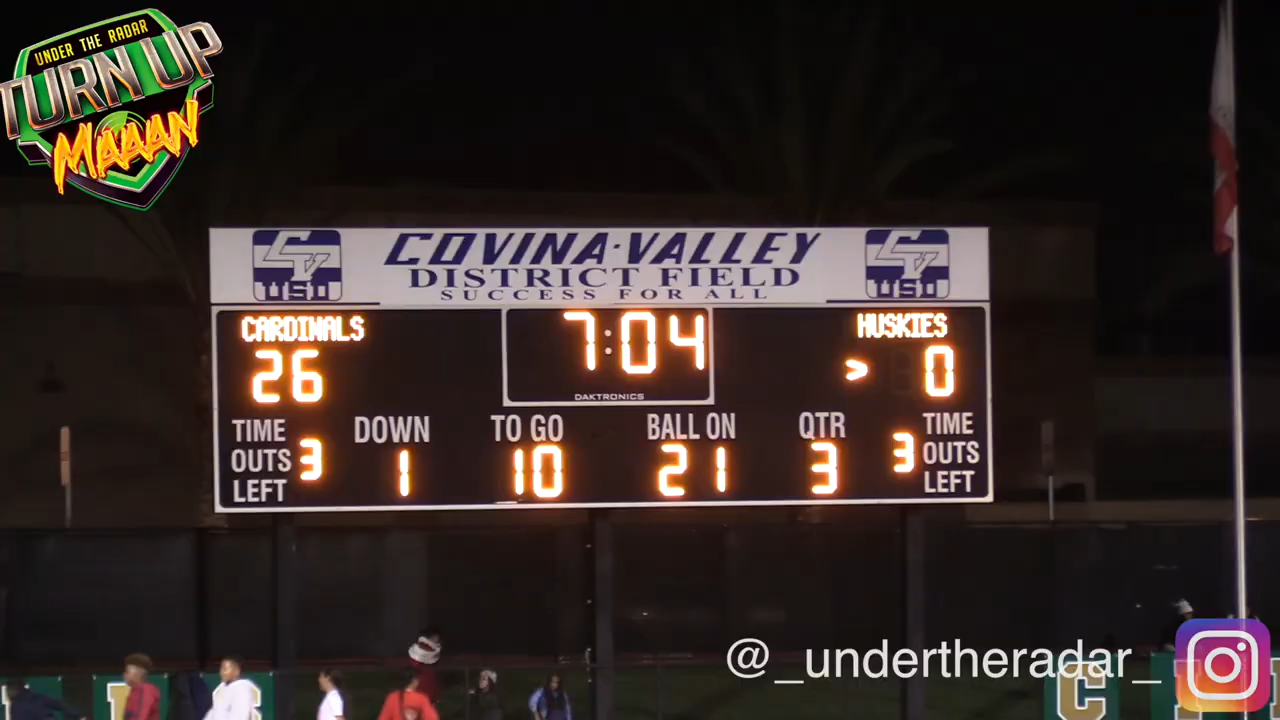 UNDER THE RADAR
TURN UP
MAAAN
COVINA·VALLEY
DISTRICT FIELD
SUCCESS FOR ALL
CV
USD
CV
USD
CARDINALS
7:04
HUSKIES
26
> 0
DAKTRONICS
TIME OUTS LEFT 3
DOWN
1
TO GO
10
BALL ON
21
QTR
3
3 TIME OUTS LEFT
@_undertheradar_
C